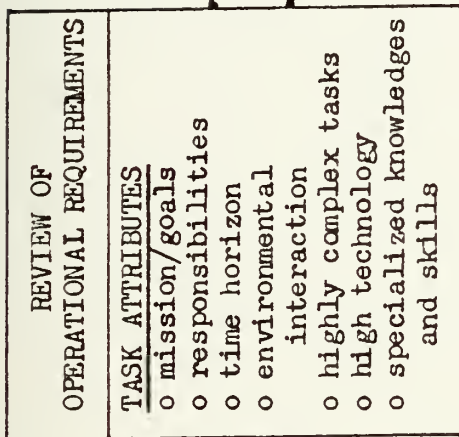 REVIEW OF
OPERATIONAL REQUIREMENTS
TASK ATTRIBUTES
o mission/goals
o responsibilities
o time horizon
o environmental
interaction
o highly complex tasks
o high technology
o specialized knowledges
and skills